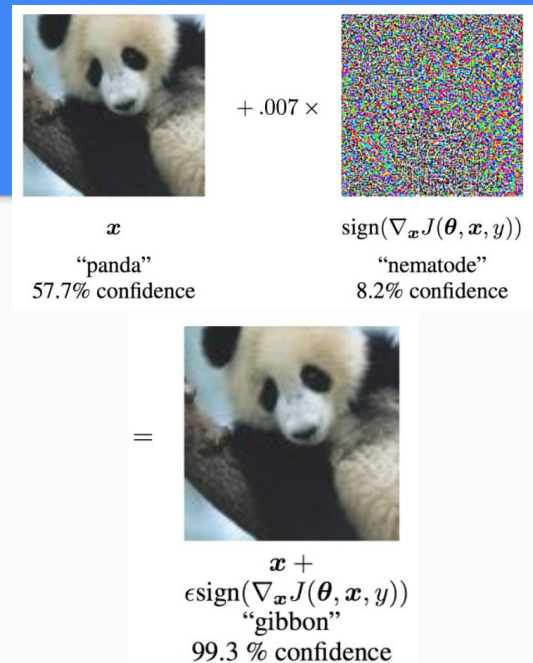 + .007 ×
x
sign(∇ₓJ(θ, x, y))
“panda”
“nematode”
57.7% confidence
8.2% confidence
=
x +
ϵsign(∇ₓJ(θ, x, y))
“gibbon”
99.3 % confidence